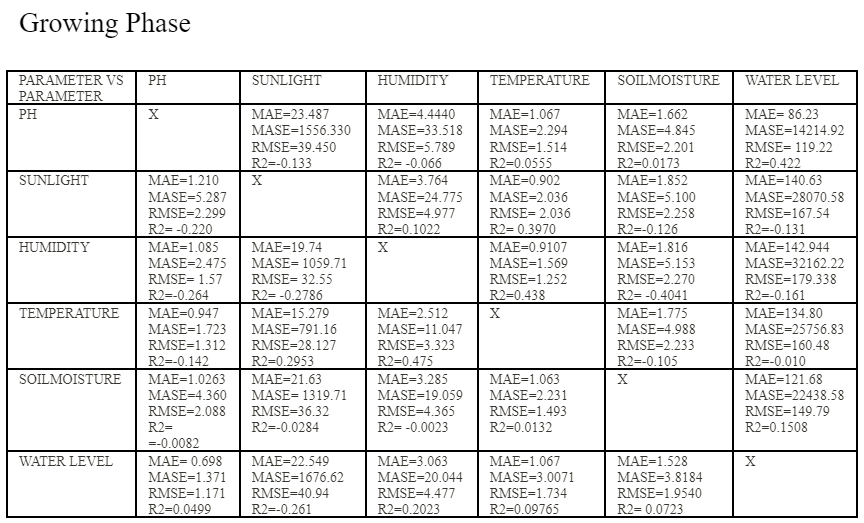 Growing Phase
PARAMETER VS PARAMETER PH SUNLIGHT HUMIDITY TEMPERATURE SOILMOISTURE WATER LEVEL
PH X MAE=23.487 MAE=4.4440 MAE=1.067 MAE=1.662 MAE= 86.23
MASE=1556.330 MASE=33.518 MASE=2.294 MASE=4.845 MASE=14214.92
RMSE=39.450 RMSE=5.789 RMSE=1.514 RMSE=2.201 RMSE= 119.22
R2=-0.133 R2= -0.066 R2=0.0555 R2=0.0173 R2=0.422
SUNLIGHT MAE=1.210 X MAE=3.764 MAE=0.902 MAE=1.852 MAE=140.63
MASE=5.287 MASE=24.775 MASE=2.036 MASE=5.100 MASE=28070.58
RMSE=2.299 RMSE=4.977 RMSE= 2.036 RMSE=2.258 RMSE=167.54
R2= -0.220 R2=0.1022 R2= 0.3970 R2=-0.126 R2=-0.131
HUMIDITY MAE=1.085 MAE=19.74 X MAE=0.9107 MAE=1.816 MAE=142.944
MASE=2.475 MASE= 1059.71 MASE=1.569 MASE=5.153 MASE=32162.22
RMSE= 1.57 RMSE= 32.55 RMSE=1.252 RMSE=2.270 RMSE=179.338
R2=-0.264 R2= -0.2786 R2=0.438 R2= -0.4041 R2=-0.161
TEMPERATURE MAE=0.947 MAE=15.279 MAE=2.512 X MAE=1.775 MAE=134.80
MASE=1.723 MASE=791.16 MASE=11.047 MASE=4.988 MASE=25756.83
RMSE=1.312 RMSE=28.127 RMSE=3.323 RMSE=2.233 RMSE=160.48
R2=-0.142 R2=0.2953 R2=0.475 R2=-0.105 R2=-0.010
SOILMOISTURE MAE=1.0263 MAE=21.63 MAE=3.285 MAE=1.063 X MAE=121.68
MASE=4.360 MASE= 1319.71 MASE=19.059 MASE=2.231 MASE=22438.58
RMSE=2.088 RMSE=36.32 RMSE=4.365 RMSE=1.493 RMSE=149.79
R2= R2=-0.0284 R2= -0.0023 R2=0.0132 R2=0.1508
=-0.0082
WATER LEVEL MAE= 0.698 MAE=22.549 MAE=3.063 MAE=1.067 MAE=1.528 X
MASE=1.371 MASE=1676.62 MASE=20.044 MASE=3.0071 MASE=3.8184
RMSE=1.171 RMSE=40.94 RMSE=4.477 RMSE=1.734 RMSE=1.9540
R2=0.0499 R2=-0.261 R2=0.2023 R2=0.09765 R2= 0.0723